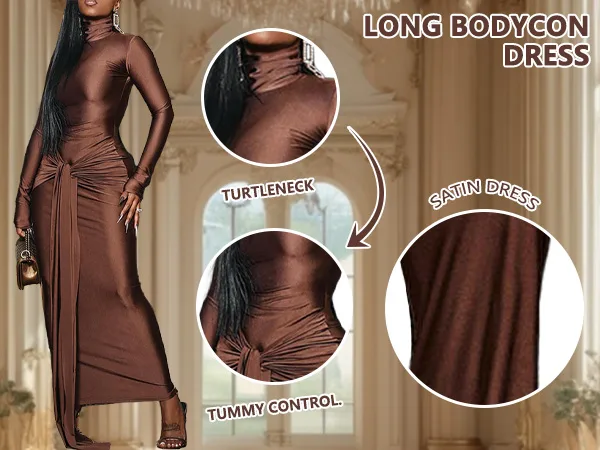 LONG BODYCON
DRESS
TURTLENECK
SATIN DRESS
TUMMY CONTROL.